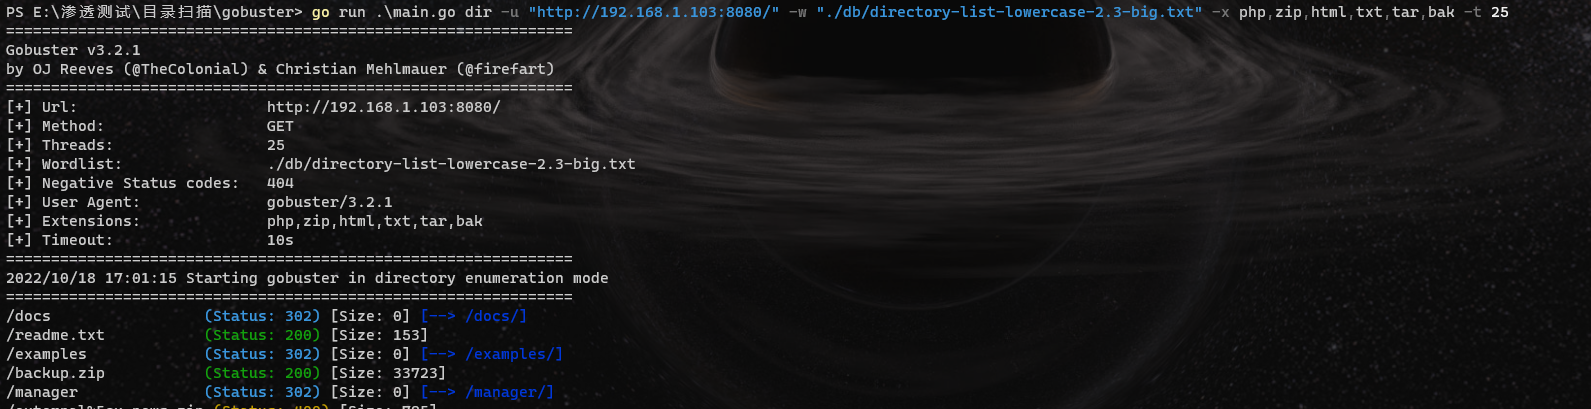 PS E:\渗透测试\目录扫描\gobuster> go run .\main.go dir -u "http://192.168.1.103:8080/" -w "./db/directory-list-lowercase-2.3-big.txt" -x php,zip,html,txt,tar,bak -t 25
===============================================================
Gobuster v3.2.1
by OJ Reeves (@TheColonial) & Christian Mehlmauer (@firefart)
===============================================================
[+] Url:                     http://192.168.1.103:8080/
[+] Method:                  GET
[+] Threads:                 25
[+] Wordlist:                ./db/directory-list-lowercase-2.3-big.txt
[+] Negative Status codes:   404
[+] User Agent:              gobuster/3.2.1
[+] Extensions:              php,zip,html,txt,tar,bak
[+] Timeout:                 10s
===============================================================
2022/10/18 17:01:15 Starting gobuster in directory enumeration mode
===============================================================
/docs                 (Status: 302) [Size: 0] [--> /docs/]
/readme.txt           (Status: 200) [Size: 153]
/examples             (Status: 302) [Size: 0] [--> /examples/]
/backup.zip           (Status: 200) [Size: 33723]
/manager              (Status: 302) [Size: 0] [--> /manager/]